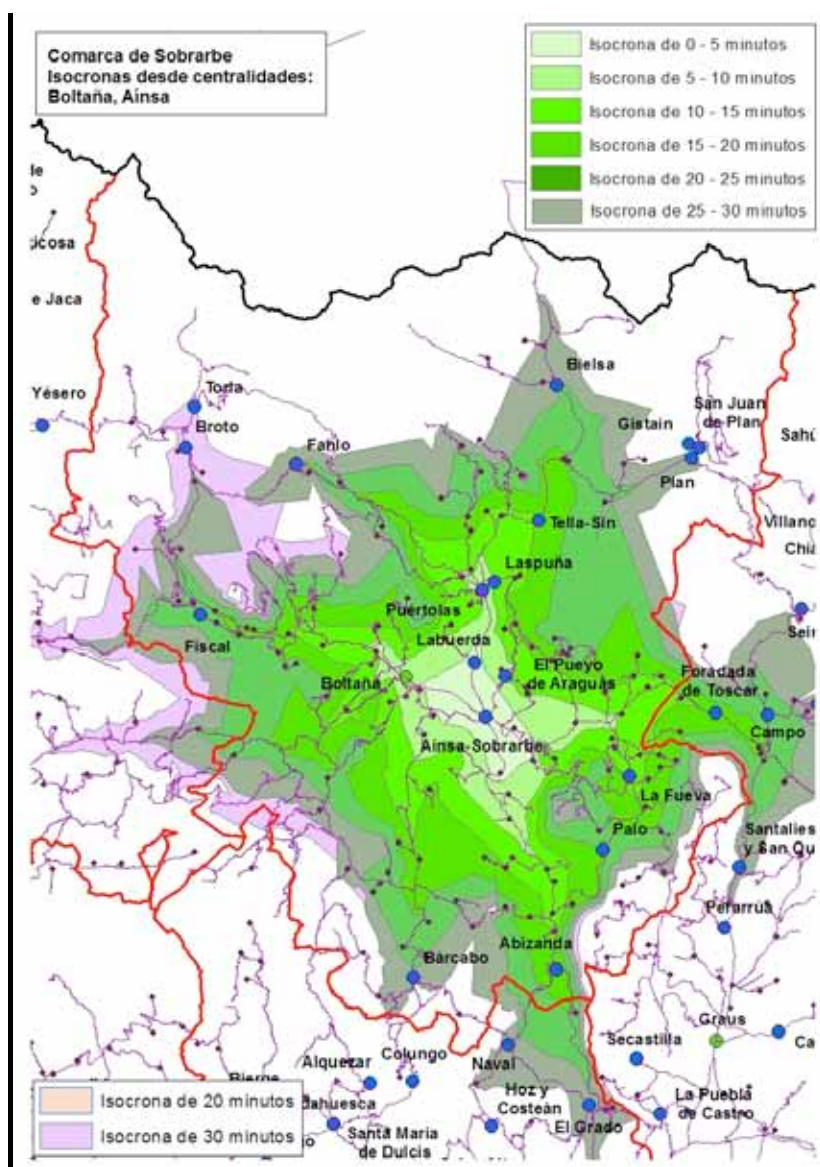 Comarca de Sobrarbe
Isocronas desde centralidades:
Boltaña, Aínsa
Isocrona de 0 - 5 minutos
Isocrona de 5 - 10 minutos
Isocrona de 10 - 15 minutos
Isocrona de 15 - 20 minutos
Isocrona de 20 - 25 minutos
Isocrona de 25 - 30 minutos
e Jaca
Bielsa
Yésero
Torla
Broto
San Juan
de Plan
Gistain
Fanlo
Plan
Tella-Sin
Laspuña
Puertolas
Labuerda
Fiscal
Boltaña
El Pueyo
de Araguás
Foradada
de Toscar
Campo
Aínsa-Sobrarbe
La Fueva
Palo
Santalies
y San Qu
Perarrua
Abizanda
Bárcabo
Graus
Secastilla
Ca
Naval
Alquezar
Colungo
Hoz y
Costeán
El Grado
La Puebla
de Castro
Santa Maria
de Dulcis
Isocrona de 20 minutos
Isocrona de 30 minutos